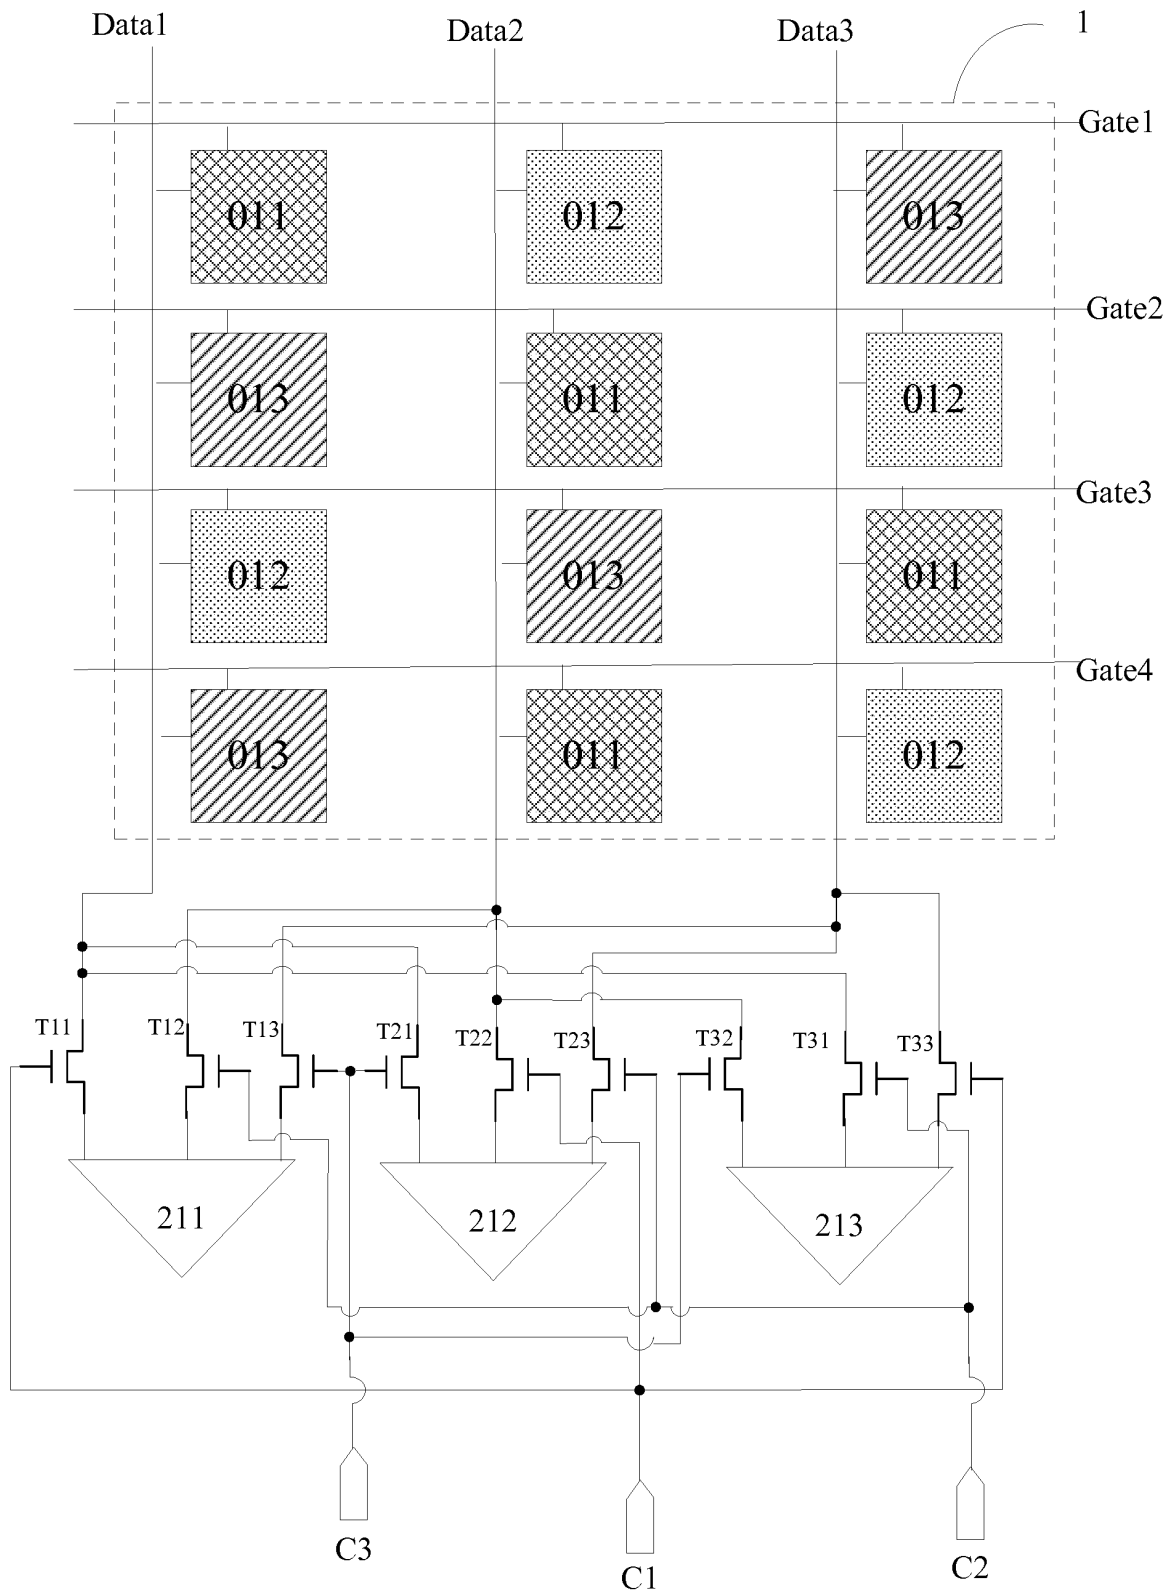 Data1 Data2 Data3 1
Gate1
011 012 013
Gate2
013 011 012
Gate3
012 013 011
Gate4
013 011 012
T11 T12 T13 T21 T22 T23 T32 T31 T33
211 212 213
C3 C1 C2